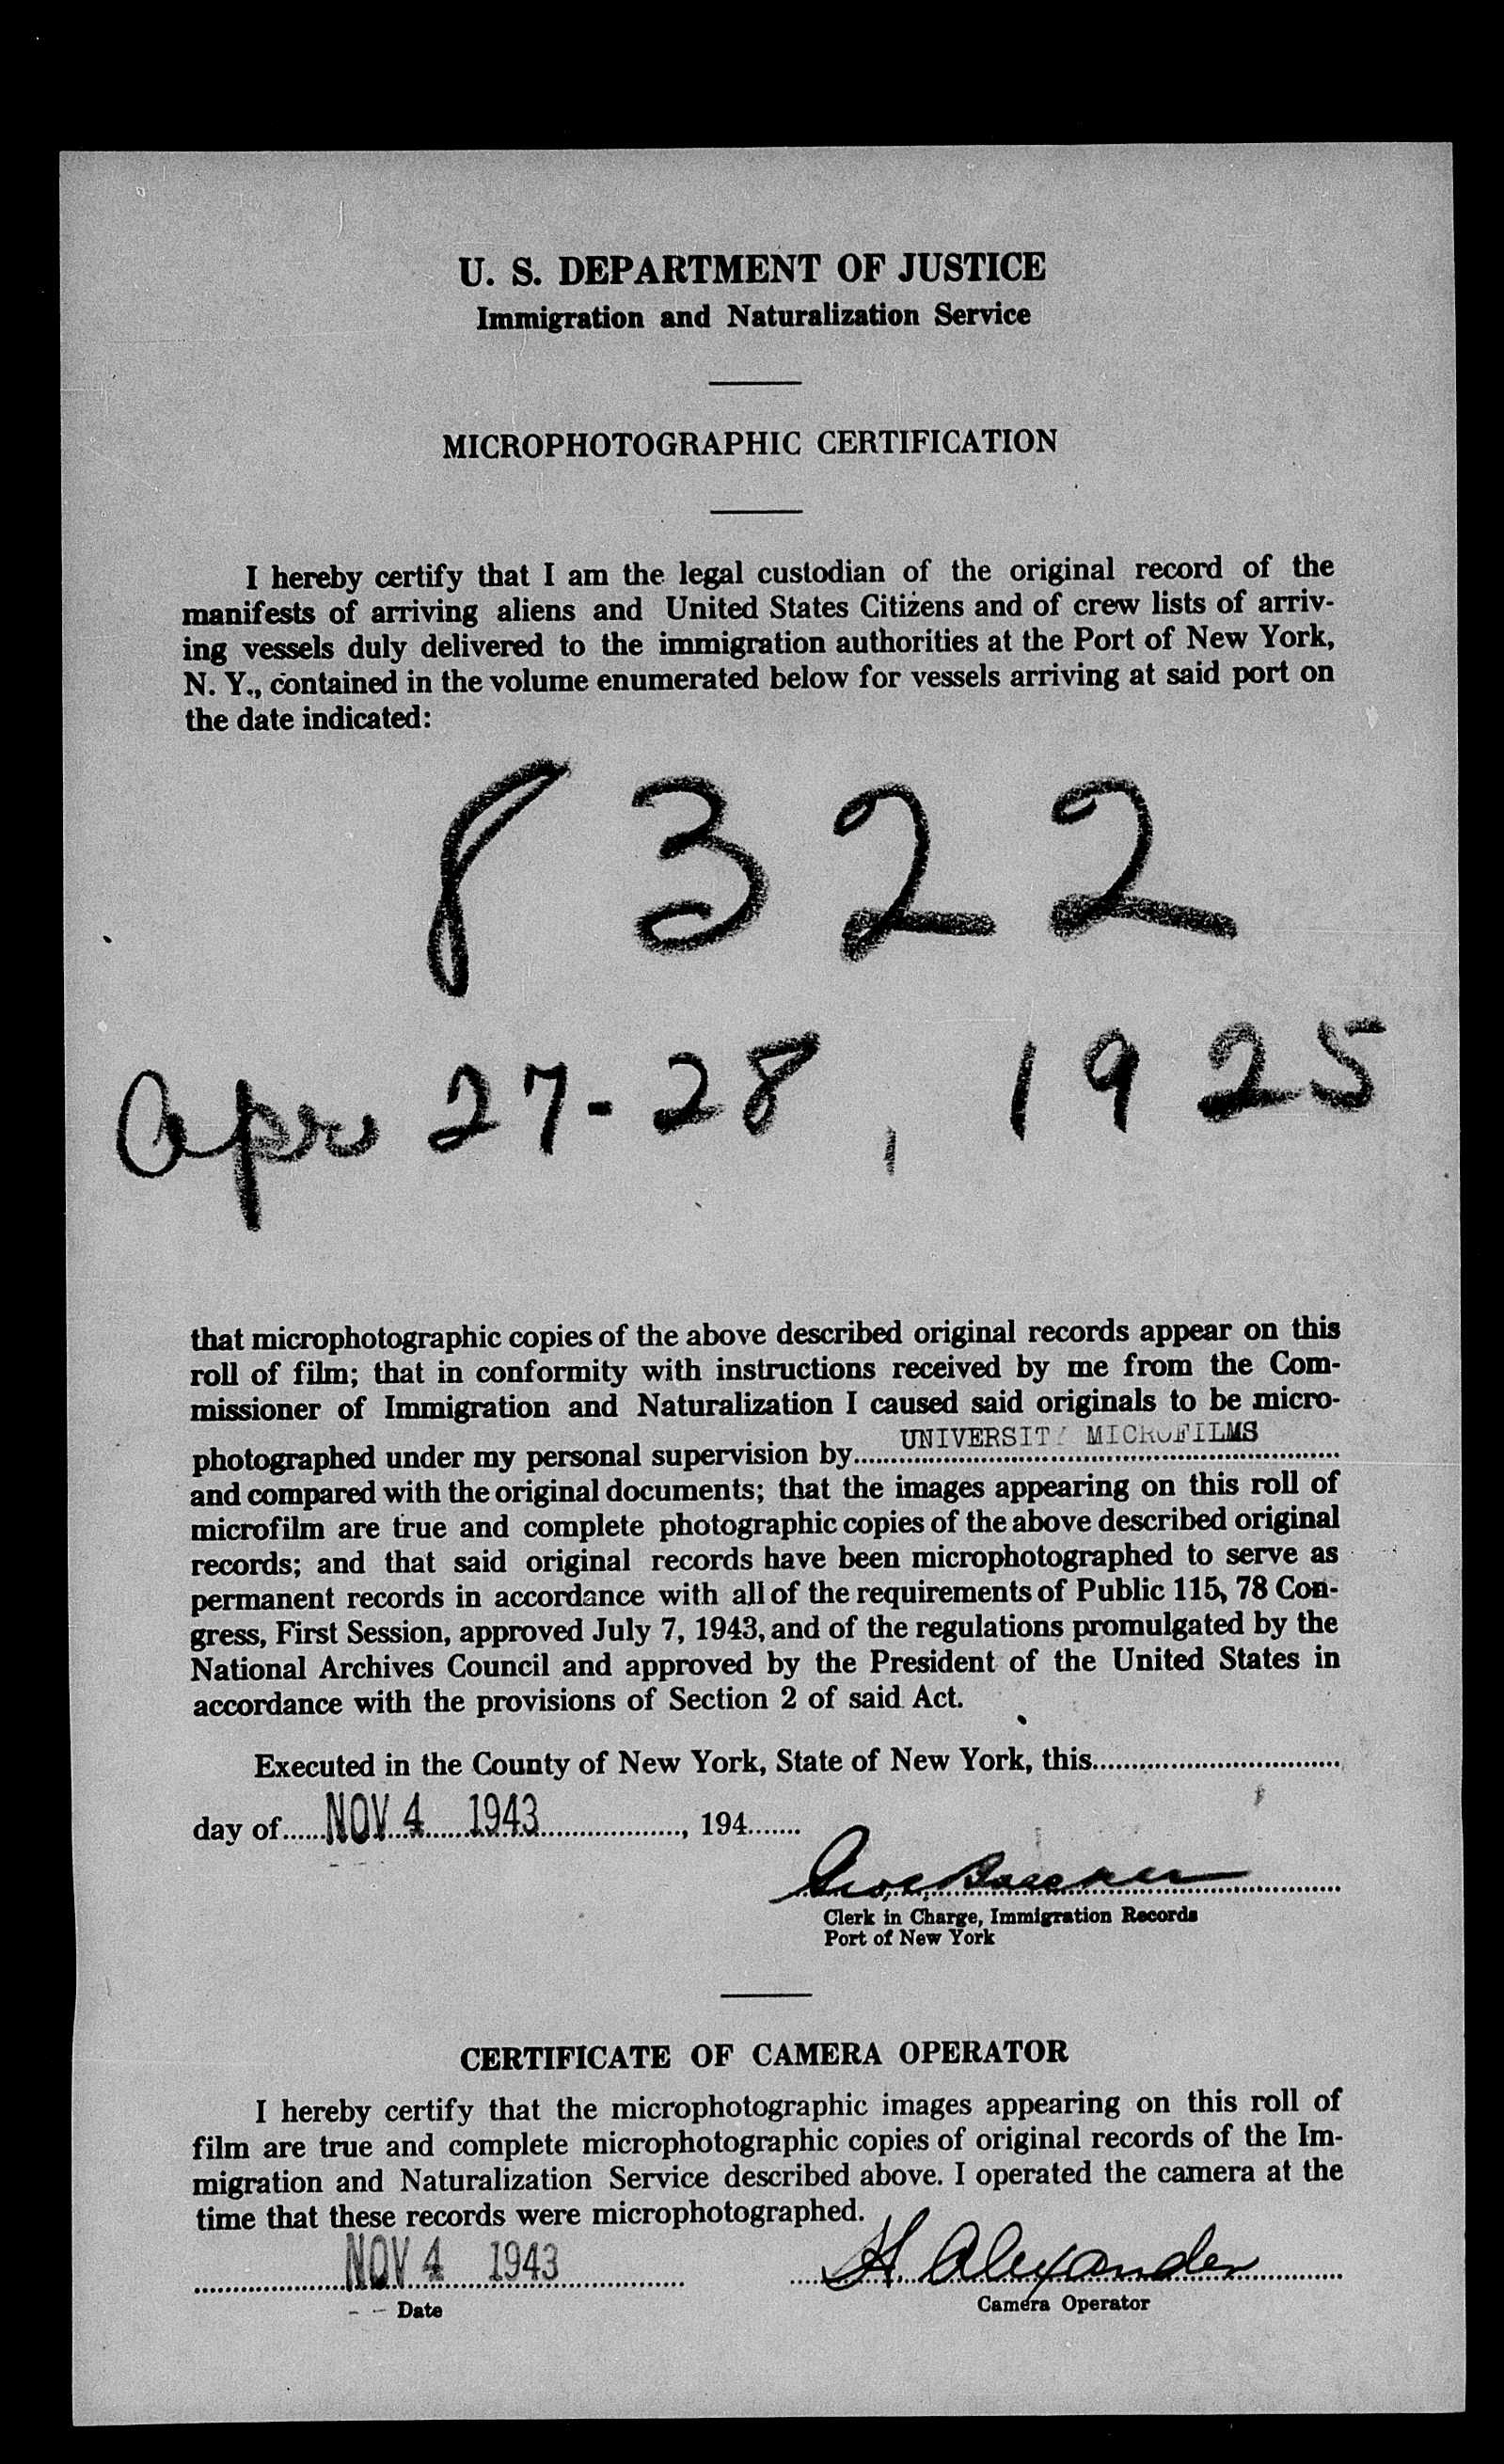 U. S. DEPARTMENT OF JUSTICE
Immigration and Naturalization Service
MICROPHOTOGRAPHIC CERTIFICATION
I hereby certify that I am the legal custodian of the original record of the
manifests of arriving aliens and United States Citizens and of crew lists of arriv-
ing vessels duly delivered to the immigration authorities at the Port of New York,
N. Y., contained in the volume enumerated below for vessels arriving at said port on
the date indicated:
8322
Apr 27-28, 1925
that microphotographic copies of the above described original records appear on this
roll of film; that in conformity with instructions received by me from the Com-
missioner of Immigration and Naturalization I caused said originals to be micro-
photographed under my personal supervision by UNIVERSITY MICROFILMS
and compared with the original documents; that the images appearing on this roll of
microfilm are true and complete photographic copies of the above described original
records; and that said original records have been microphotographed to serve as
permanent records in accordance with all of the requirements of Public 115, 78 Con-
gress, First Session, approved July 7, 1943, and of the regulations promulgated by the
National Archives Council and approved by the President of the United States in
accordance with the provisions of Section 2 of said Act.
Executed in the County of New York, State of New York, this
day of NOV 4 1943, 194
Clerk in Charge, Immigration Records
Port of New York
CERTIFICATE OF CAMERA OPERATOR
I hereby certify that the microphotographic images appearing on this roll of
film are true and complete microphotographic copies of original records of the Im-
migration and Naturalization Service described above. I operated the camera at the
time that these records were microphotographed.
NOV 4 1943 H. Alexander
Date Camera Operator